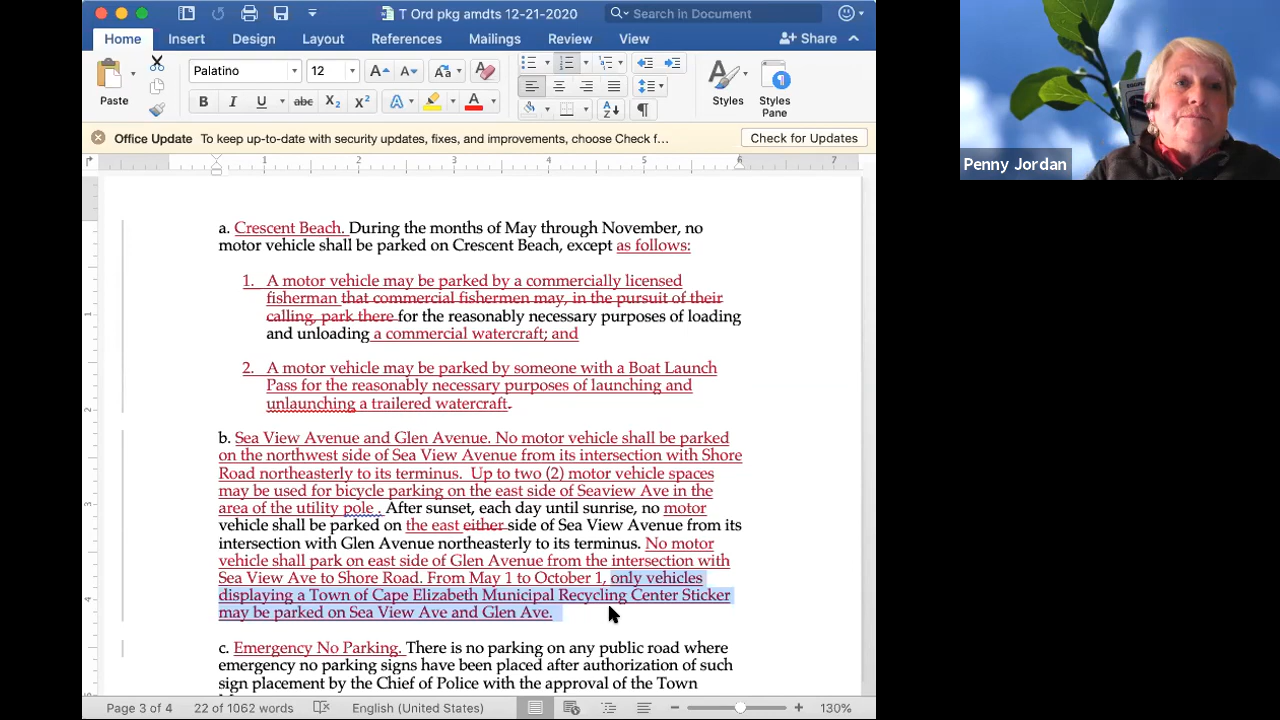 T Ord pkg amdts 12-21-2020
Search in Document
Home Insert Design Layout References Mailings Review View Share
Paste
Palatino 12
Styles
Styles Pane
Office Update To keep up-to-date with security updates, fixes, and improvements, choose Check f... Check for Updates
1 2 3 4 5 6 7
a. Crescent Beach. During the months of May through November, no
motor vehicle shall be parked on Crescent Beach, except as follows:
1. A motor vehicle may be parked by a commercially licensed
fisherman that commercial fishermen may, in the pursuit of their
calling, park there for the reasonably necessary purposes of loading
and unloading a commercial watercraft; and
2. A motor vehicle may be parked by someone with a Boat Launch
Pass for the reasonably necessary purposes of launching and
unlaunching a trailered watercraft.
b. Sea View Avenue and Glen Avenue. No motor vehicle shall be parked
on the northwest side of Sea View Avenue from its intersection with Shore
Road northeasterly to its terminus. Up to two (2) motor vehicle spaces
may be used for bicycle parking on the east side of Seaview Ave in the
area of the utility pole . After sunset, each day until sunrise, no motor
vehicle shall be parked on the east either side of Sea View Avenue from its
intersection with Glen Avenue northeasterly to its terminus. No motor
vehicle shall park on east side of Glen Avenue from the intersection with
Sea View Ave to Shore Road. From May 1 to October 1, only vehicles
displaying a Town of Cape Elizabeth Municipal Recycling Center Sticker
may be parked on Sea View Ave and Glen Ave.
c. Emergency No Parking. There is no parking on any public road where
emergency no parking signs have been placed after authorization of such
sign placement by the Chief of Police with the approval of the Town
Page 3 of 4 22 of 1062 words English (United States) 130%
Penny Jordan